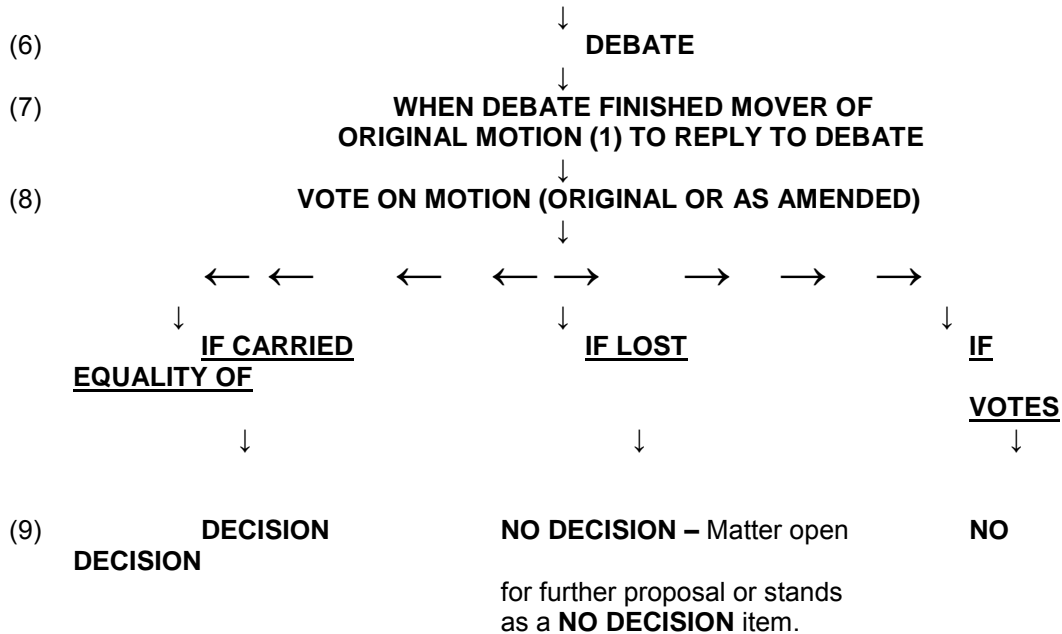 ↓
(6) DEBATE
↓
(7) WHEN DEBATE FINISHED MOVER OF
ORIGINAL MOTION (1) TO REPLY TO DEBATE
↓
(8) VOTE ON MOTION (ORIGINAL OR AS AMENDED)
↓
← ← ← ← → → → →
↓ ↓ ↓
IF CARRIED IF LOST IF
EQUALITY OF
VOTES
↓ ↓ ↓
(9) DECISION NO DECISION – Matter open NO
DECISION
for further proposal or stands
as a NO DECISION item.